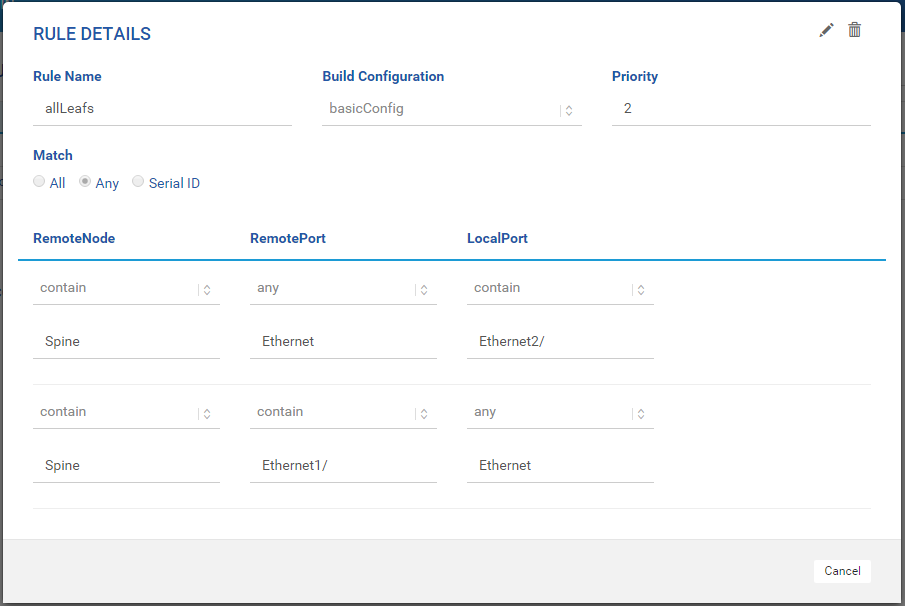 RULE DETAILS
Rule Name Build Configuration Priority
allLeafs basicConfig 2
Match
All Any Serial ID
RemoteNode RemotePort LocalPort
contain any contain
Spine Ethernet Ethernet2/
contain contain any
Spine Ethernet1/ Ethernet
Cancel